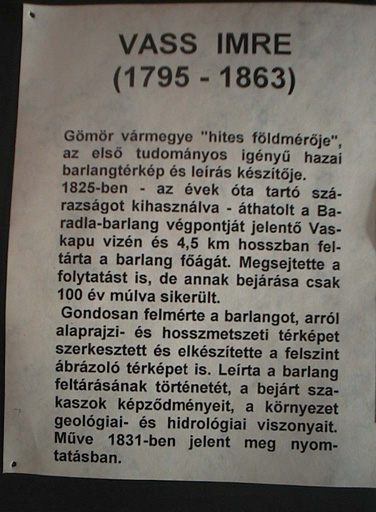 VASS IMRE
(1795 - 1863)
Gömör vármegye "hites földmérője",
az első tudományos igényű hazai
barlangtérkép és leírás készítője.
1825-ben - az évek óta tartó szá-
razságot kihasználva - áthatolt a Ba-
radla-barlang végpontját jelentő Vas-
kapu vizén és 4,5 km hosszban fel-
tárta a barlang főágát. Megsejtette a
folytatást is, de annak bejárása csak
100 év múlva sikerült.
Gondosan felmérte a barlangot, arról
alaprajzi- és hosszmetszeti térképet
szerkesztett és elkészítette a felszint
ábrázoló térképet is. Leírta a barlang
feltárásának történetét, a bejárt sza-
kaszok képződményeit, a környezet
geológiai- és hidrológiai viszonyait.
Műve 1831-ben jelent meg nyom-
tatásban.